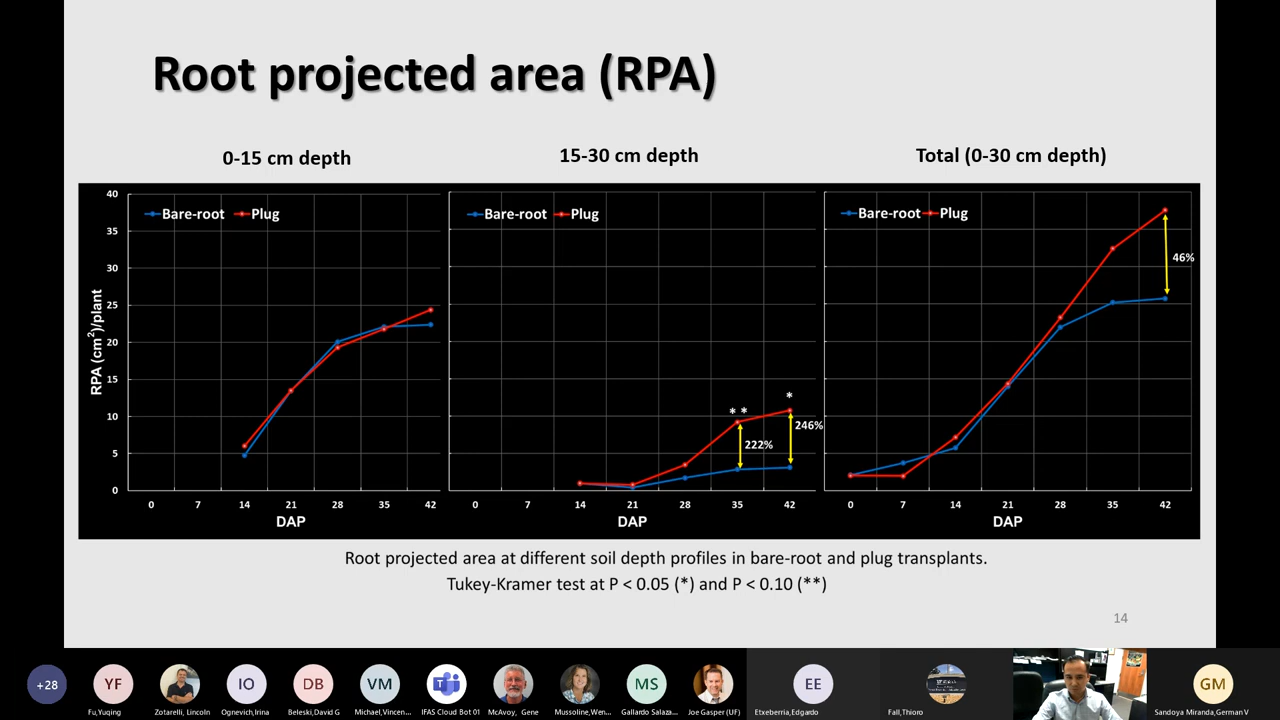 Root projected area (RPA)
0-15 cm depth
15-30 cm depth
Total (0-30 cm depth)
RPA (cm²)/plant
40
35
30
25
20
15
10
5
0
Bare-root Plug
0 7 14 21 28 35 42
DAP
Bare-root Plug
**
*
222%
246%
0 7 14 21 28 35 42
DAP
Bare-root Plug
46%
0 7 14 21 28 35 42
DAP
Root projected area at different soil depth profiles in bare-root and plug transplants.
Tukey-Kramer test at P < 0.05 (*) and P < 0.10 (**)
14
+28 YF IO DB VM MS EE GM
Fu,Yuqing Zotarelli, Lincoln Ognevich,Irina Beleski,David G Michael,Vincen... IFAS Cloud Bot 01 McAvoy, Gene Mussoline,Wen... Gallardo Salaza... Joe Gasper (UF) Etxeberria,Edgardo Fall,Thioro Sandoya Miranda,German V